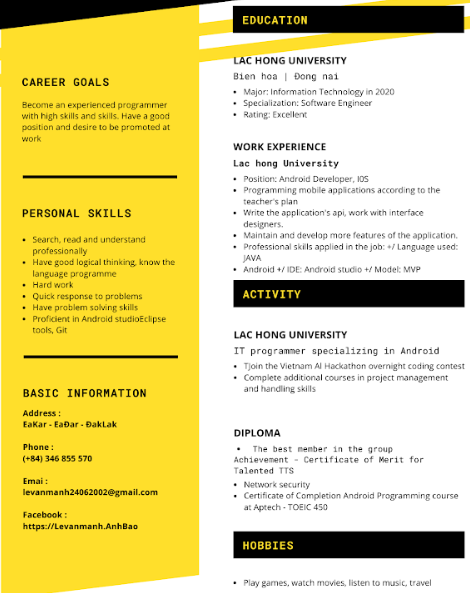 CAREER GOALS
Become an experienced programmer
with high skills and skills. Have a good
position and desire to be promoted at
work
PERSONAL SKILLS
• Search, read and understand
professionally
• Have good logical thinking, know the
language programme
• Hard work
• Quick response to problems
• Have problem solving skills
• Proficient in Android studioEclipse
tools, Git
BASIC INFORMATION
Address :
EaKar - EaĐar - ĐakLak
Phone :
(+84) 346 855 570
Emai :
levanmanh24062002@gmail.com
Facebook :
https://Levanmanh.AnhBao
EDUCATION
LAC HONG UNIVERSITY
Bien hoa | Đong nai
• Major: Information Technology in 2020
• Specialization: Software Engineer
• Rating: Excellent
WORK EXPERIENCE
Lac hong University
• Position: Android Developer, I0S
• Programming mobile applications according to the
teacher's plan
• Write the application's api, work with interface
designers.
• Maintain and develop more features of the application.
• Professional skills applied in the job: +/ Language used:
JAVA
• Android +/ IDE: Android studio +/ Model: MVP
ACTIVITY
LAC HONG UNIVERSITY
IT programmer specializing in Android
• TJoin the Vietnam AI Hackathon overnight coding contest
• Complete additional courses in project management
and handling skills
DIPLOMA
• The best member in the group
Achievement - Certificate of Merit for
Talented TTS
• Network security
• Certificate of Completion Android Programming course
at Aptech - TOEIC 450
HOBBIES
• Play games, watch movies, listen to music, travel